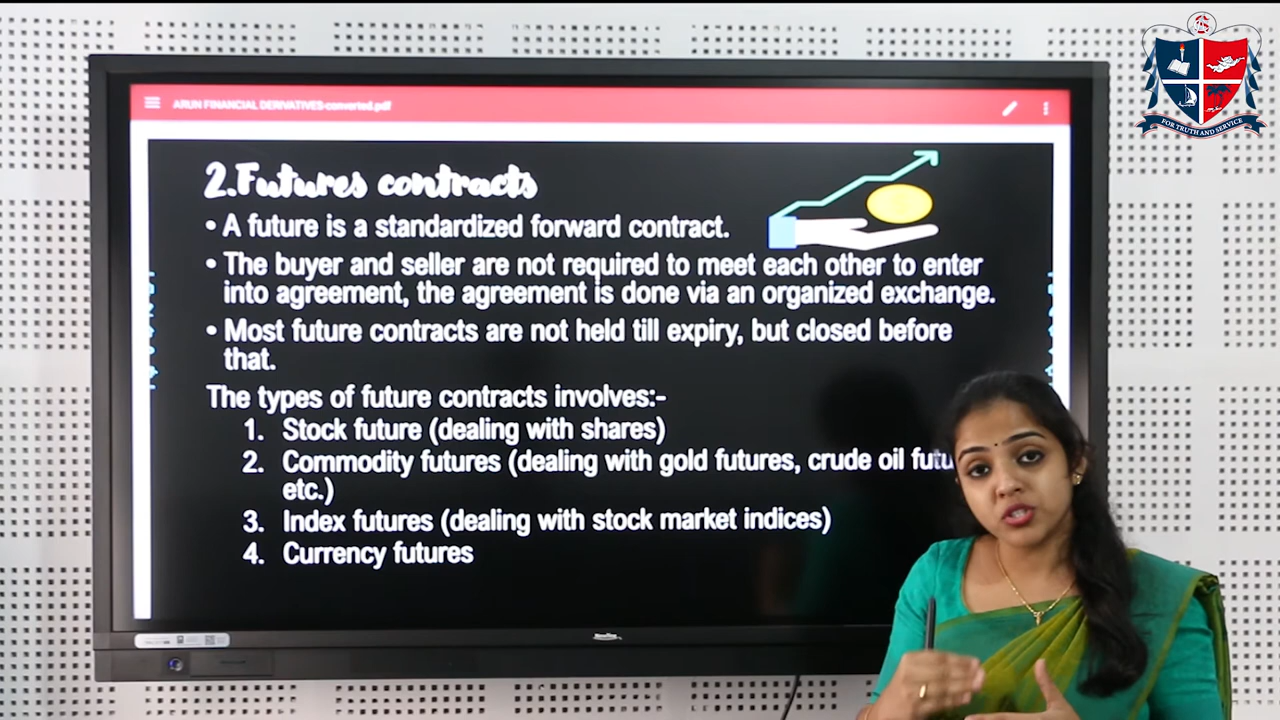 ARUN FINANCIAL DERIVATIVES-converted.pdf
2.Futures contracts
• A future is a standardized forward contract.
• The buyer and seller are not required to meet each other to enter
into agreement, the agreement is done via an organized exchange.
• Most future contracts are not held till expiry, but closed before
that.
The types of future contracts involves:-
1. Stock future (dealing with shares)
2. Commodity futures (dealing with gold futures, crude oil futu
etc.)
3. Index futures (dealing with stock market indices)
4. Currency futures
FOR TRUTH AND SERVICE